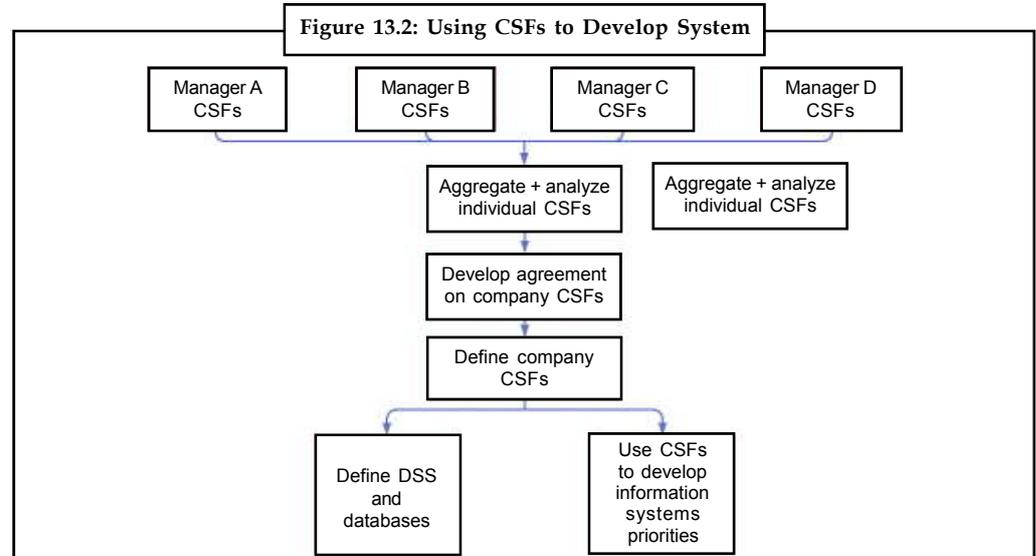 Figure 13.2: Using CSFs to Develop System
Manager A
CSFs
Manager B
CSFs
Manager C
CSFs
Manager D
CSFs
Aggregate + analyze
individual CSFs
Aggregate + analyze
individual CSFs
Develop agreement
on company CSFs
Define company
CSFs
Define DSS
and
databases
Use CSFs
to develop
information
systems
priorities